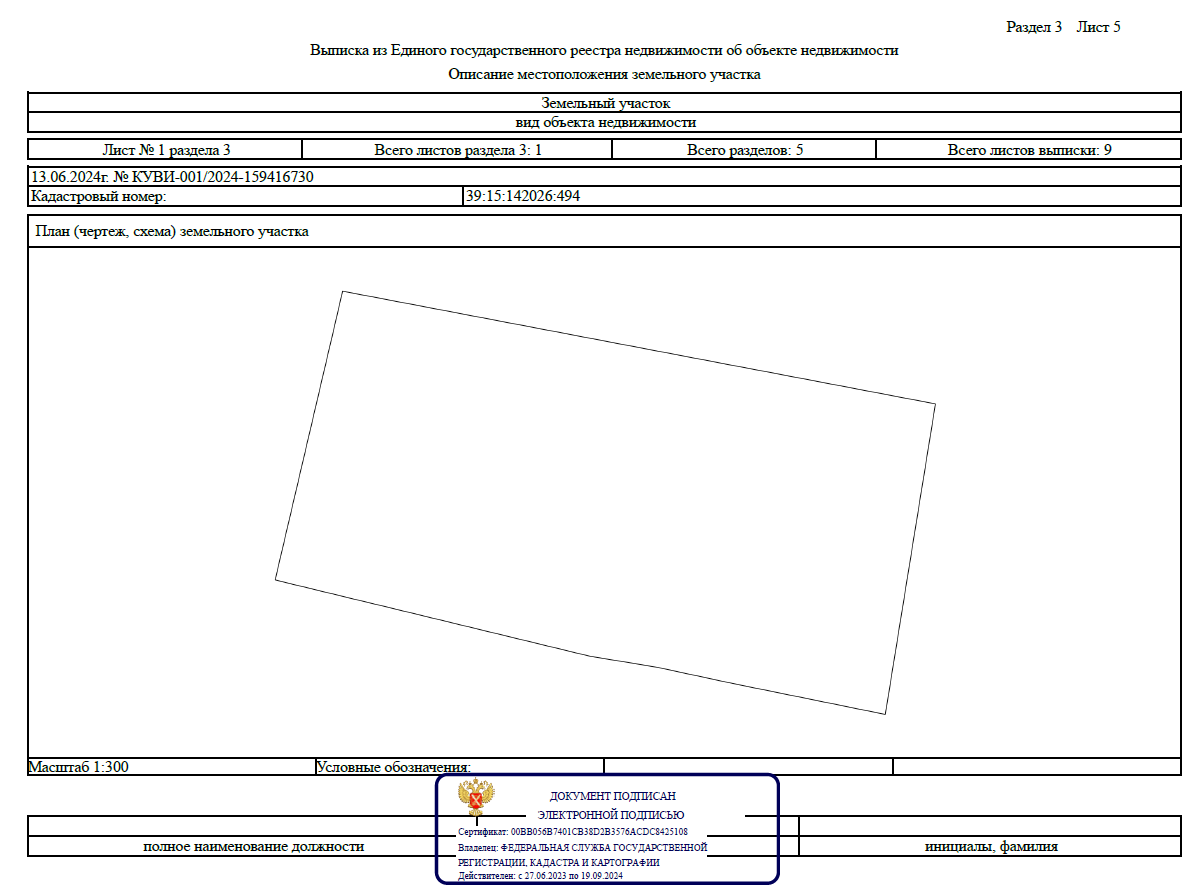 Раздел 3 Лист 5
Выписка из Единого государственного реестра недвижимости об объекте недвижимости
Описание местоположения земельного участка
Земельный участок
вид объекта недвижимости
Лист № 1 раздела 3 Всего листов раздела 3: 1 Всего разделов: 5 Всего листов выписки: 9
13.06.2024г. № КУВИ-001/2024-159416730
Кадастровый номер: 39:15:142026:494
План (чертеж, схема) земельного участка
Масштаб 1:300 Условные обозначения:
ДОКУМЕНТ ПОДПИСАН
ЭЛЕКТРОННОЙ ПОДПИСЬЮ
Сертификат: 00BB056B7401CB38D2B3576ACDC8425108
Владелец: ФЕДЕРАЛЬНАЯ СЛУЖБА ГОСУДАРСТВЕННОЙ
РЕГИСТРАЦИИ, КАДАСТРА И КАРТОГРАФИИ
Действителен: с 27.06.2023 по 19.09.2024
полное наименование должности инициалы, фамилия